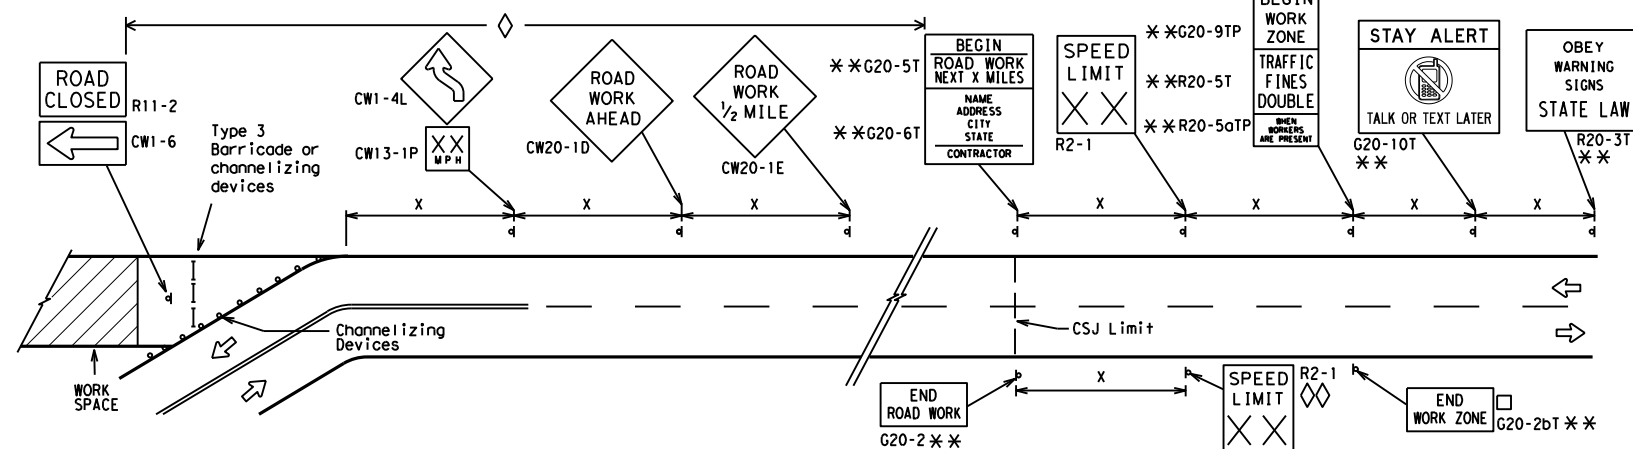 ROAD
CLOSED
R11-2
CW1-6
Type 3
Barricade or
channelizing
devices
CW1-4L
XX
MPH
CW13-1P
ROAD
WORK
AHEAD
CW20-1D
ROAD
WORK
1/2 MILE
CW20-1E
**G20-5T
**G20-6T
BEGIN
ROAD WORK
NEXT X MILES
NAME
ADDRESS
CITY
STATE
CONTRACTOR
SPEED
LIMIT
XX
R2-1
**G20-9TP
**R20-5T
**R20-5aTP
BEGIN
WORK
ZONE
TRAFFIC
FINES
DOUBLE
WHEN
WORKERS
ARE PRESENT
STAY ALERT
TALK OR TEXT LATER
G20-10T
**
OBEY
WARNING
SIGNS
STATE LAW
R20-3T
**
X
X
X
X
X
X
X
Channelizing
Devices
CSJ Limit
WORK
SPACE
END
ROAD WORK
G20-2 **
X
SPEED
LIMIT
XX
R2-1
END
WORK ZONE
G20-2bT **